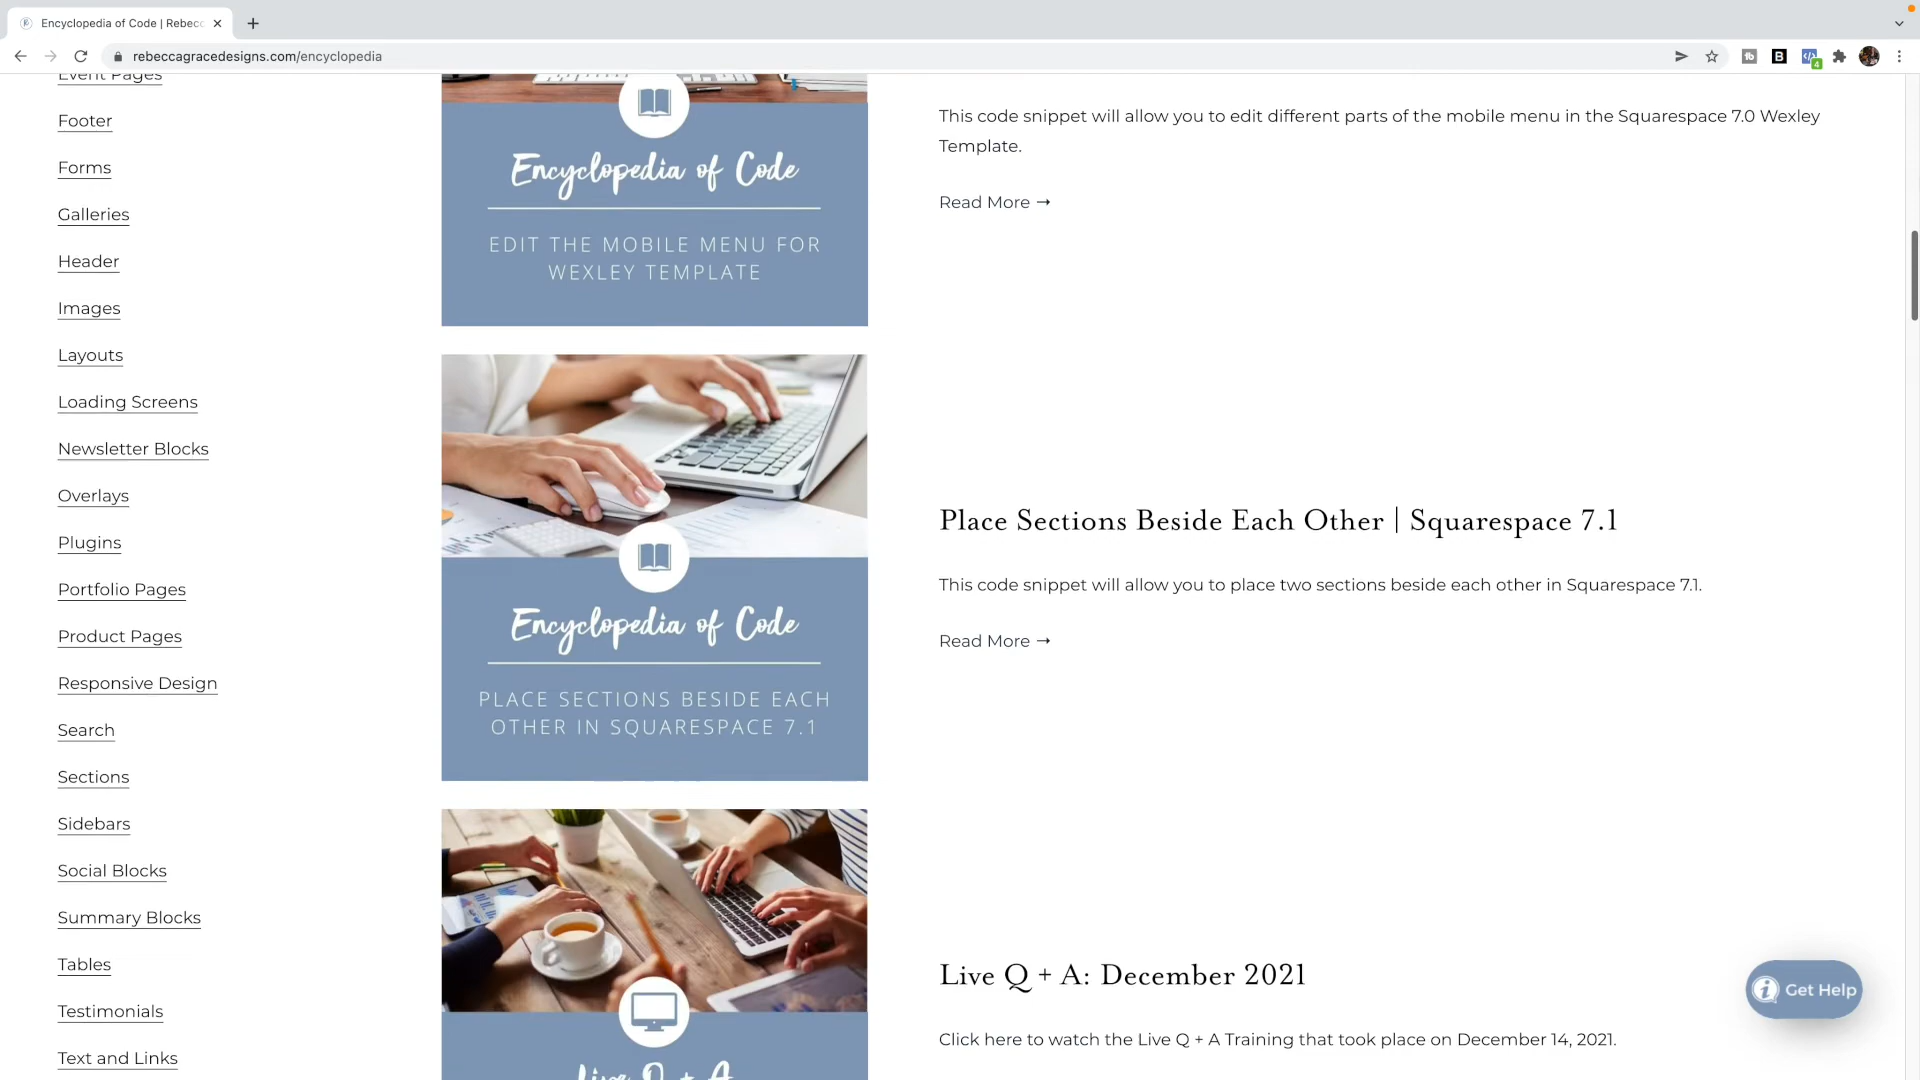 Encyclopedia of Code | Rebecc
rebeccagracedesigns.com/encyclopedia
B
4
Event Pages
Footer
Forms
Galleries
Header
Images
Layouts
Loading Screens
Newsletter Blocks
Overlays
Plugins
Portfolio Pages
Product Pages
Responsive Design
Search
Sections
Sidebars
Social Blocks
Summary Blocks
Tables
Testimonials
Text and Links
Encyclopedia of Code
EDIT THE MOBILE MENU FOR
WEXLEY TEMPLATE
This code snippet will allow you to edit different parts of the mobile menu in the Squarespace 7.0 Wexley
Template.
Read More →
Encyclopedia of Code
PLACE SECTIONS BESIDE EACH
OTHER IN SQUARESPACE 7.1
Place Sections Beside Each Other | Squarespace 7.1
This code snippet will allow you to place two sections beside each other in Squarespace 7.1.
Read More →
Live Q + A
Live Q + A: December 2021
Click here to watch the Live Q + A Training that took place on December 14, 2021.
Get Help